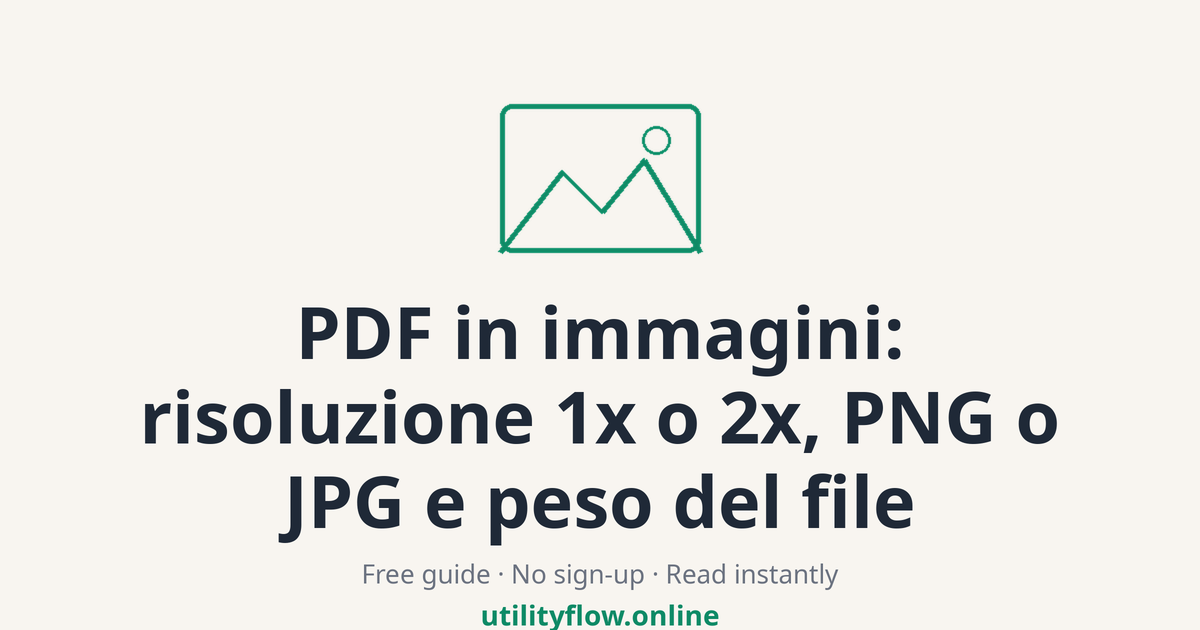 PDF in immagini:
risoluzione 1x o 2x, PNG o
JPG e peso del file
Free guide · No sign-up · Read instantly
utilityflow.online